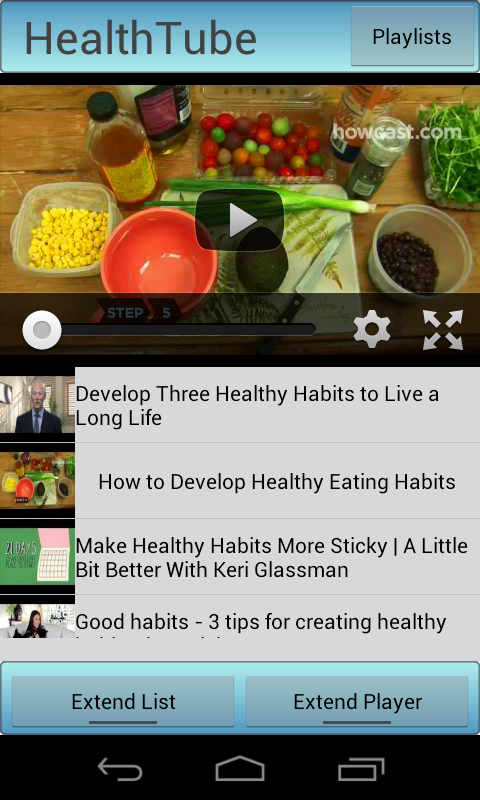 HealthTube
Playlists
howcast.com
STEP 5
Develop Three Healthy Habits to Live a
Long Life
How to Develop Healthy Eating Habits
21 DAYS
Make Healthy Habits More Sticky | A Little
Bit Better With Keri Glassman
Good habits - 3 tips for creating healthy
Extend List
Extend Player